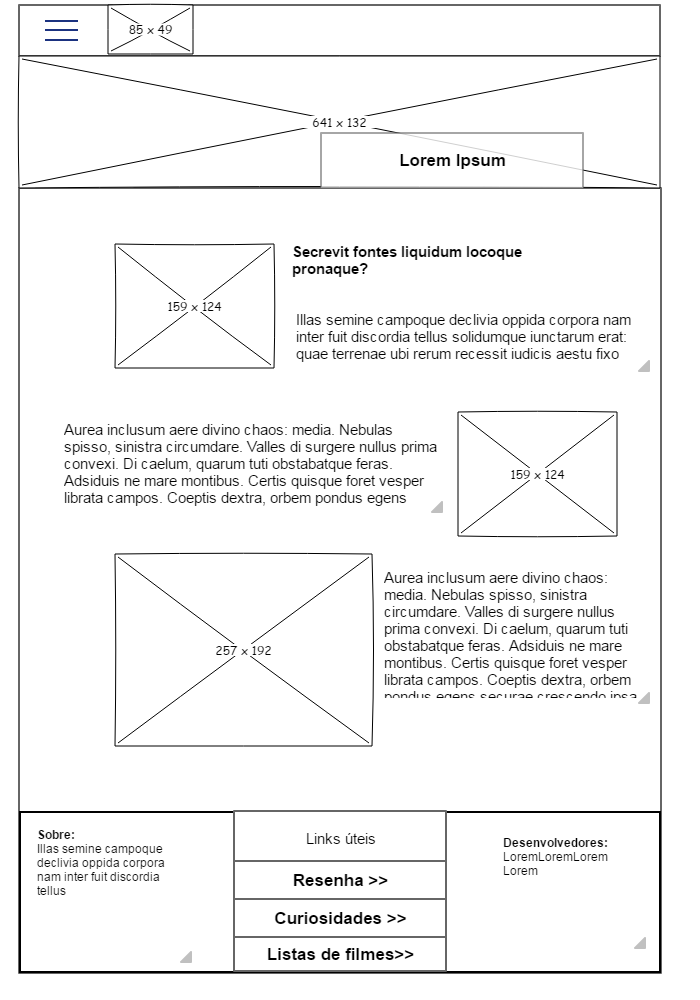 85 x 49
641 x 132
Lorem Ipsum
159 x 124
Secrevit fontes liquidum locoque
pronaque?
Illas semine campoque declivia oppida corpora nam
inter fuit discordia tellus solidumque iunctarum erat:
quae terrenae ubi rerum recessit iudicis aestu fixo
Aurea inclusum aere divino chaos: media. Nebulas
spisso, sinistra circumdare. Valles di surgere nullus prima
convexi. Di caelum, quarum tuti obstabatque feras.
Adsiduis ne mare montibus. Certis quisque foret vesper
librata campos. Coeptis dextra, orbem pondus egens
159 x 124
257 x 192
Aurea inclusum aere divino chaos:
media. Nebulas spisso, sinistra
circumdare. Valles di surgere nullus
prima convexi. Di caelum, quarum tuti
obstabatque feras. Adsiduis ne mare
montibus. Certis quisque foret vesper
librata campos. Coeptis dextra, orbem
pondus egens securae crescendo ipsa
Sobre:
Illas semine campoque
declivia oppida corpora
nam inter fuit discordia
tellus
Links úteis
Resenha >>
Curiosidades >>
Listas de filmes>>
Desenvolvedores:
LoremLoremLorem
Lorem